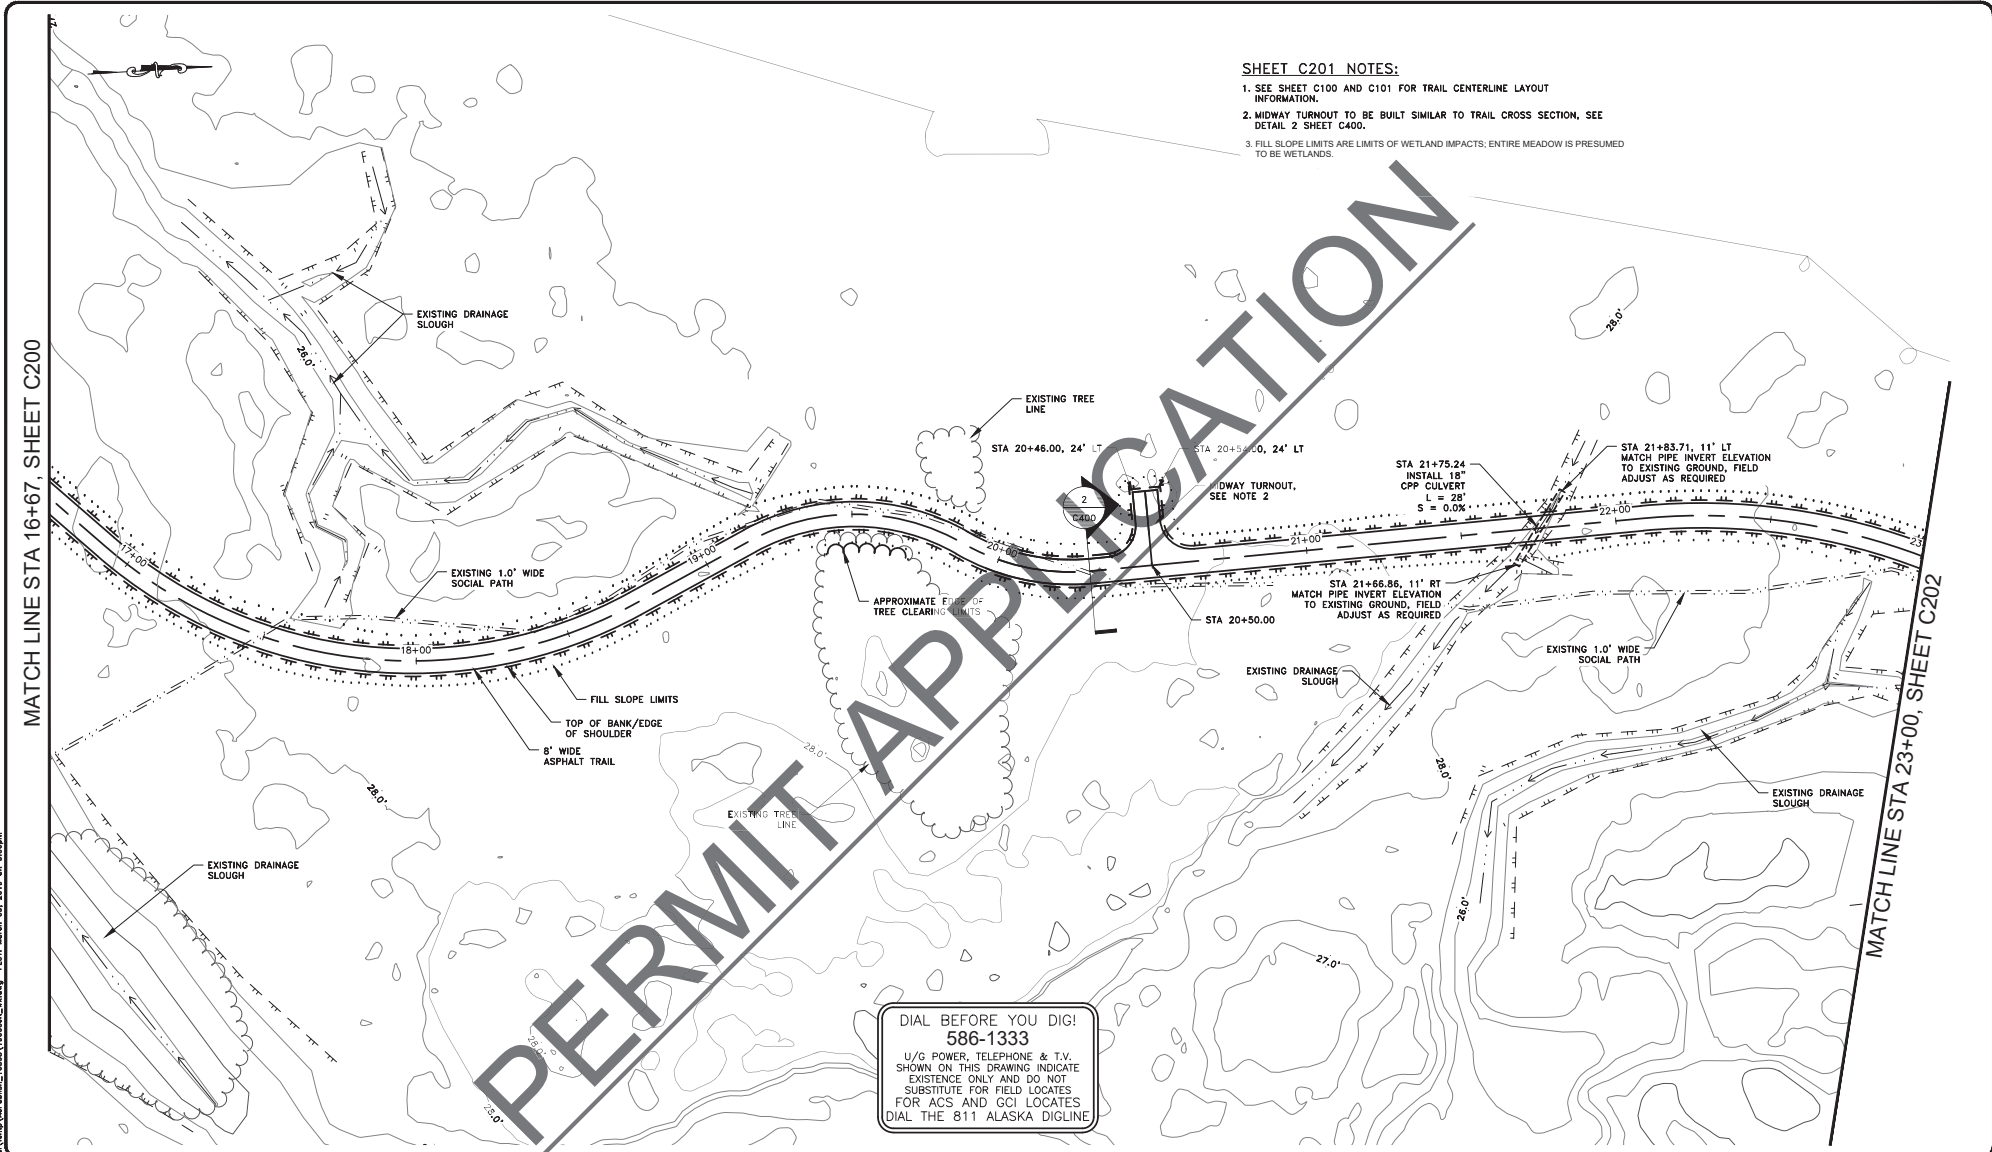 SHEET C201 NOTES:
1. SEE SHEET C100 AND C101 FOR TRAIL CENTERLINE LAYOUT
INFORMATION.
2. MIDWAY TURNOUT TO BE BUILT SIMILAR TO TRAIL CROSS SECTION, SEE
DETAIL 2 SHEET C400.
3. FILL SLOPE LIMITS ARE LIMITS OF WETLAND IMPACTS; ENTIRE MEADOW IS PRESUMED
TO BE WETLANDS.
MATCH LINE STA 16+67, SHEET C200
EXISTING DRAINAGE
SLOUGH
26.0'
28.0'
EXISTING TREE
LINE
STA 20+46.00, 24' LT
STA 20+54.00, 24' LT
2
C400
MIDWAY TURNOUT,
SEE NOTE 2
STA 21+75.24
INSTALL 18"
CPP CULVERT
L = 28'
S = 0.0%
STA 21+83.71, 11' LT
MATCH PIPE INVERT ELEVATION
TO EXISTING GROUND, FIELD
ADJUST AS REQUIRED
17+00
18+00
19+00
20+00
21+00
22+00
23
EXISTING 1.0' WIDE
SOCIAL PATH
APPROXIMATE EDGE OF
TREE CLEARING LIMITS
STA 20+50.00
STA 21+66.86, 11' RT
MATCH PIPE INVERT ELEVATION
TO EXISTING GROUND, FIELD
ADJUST AS REQUIRED
EXISTING 1.0' WIDE
SOCIAL PATH
EXISTING DRAINAGE
SLOUGH
FILL SLOPE LIMITS
TOP OF BANK/EDGE
OF SHOULDER
8' WIDE
ASPHALT TRAIL
28.0'
28.0'
28.0'
EXISTING TREE
LINE
EXISTING DRAINAGE
SLOUGH
EXISTING DRAINAGE
SLOUGH
26.0'
27.0'
28.0'
28.0'
MATCH LINE STA 23+00, SHEET C202
PERMIT APPLICATION
DIAL BEFORE YOU DIG!
586-1333
U/G POWER, TELEPHONE & T.V.
SHOWN ON THIS DRAWING INDICATE
EXISTENCE ONLY AND DO NOT
SUBSTITUTE FOR FIELD LOCATES
FOR ACS AND GCI LOCATES
DIAL THE 811 ALASKA DIGLINE